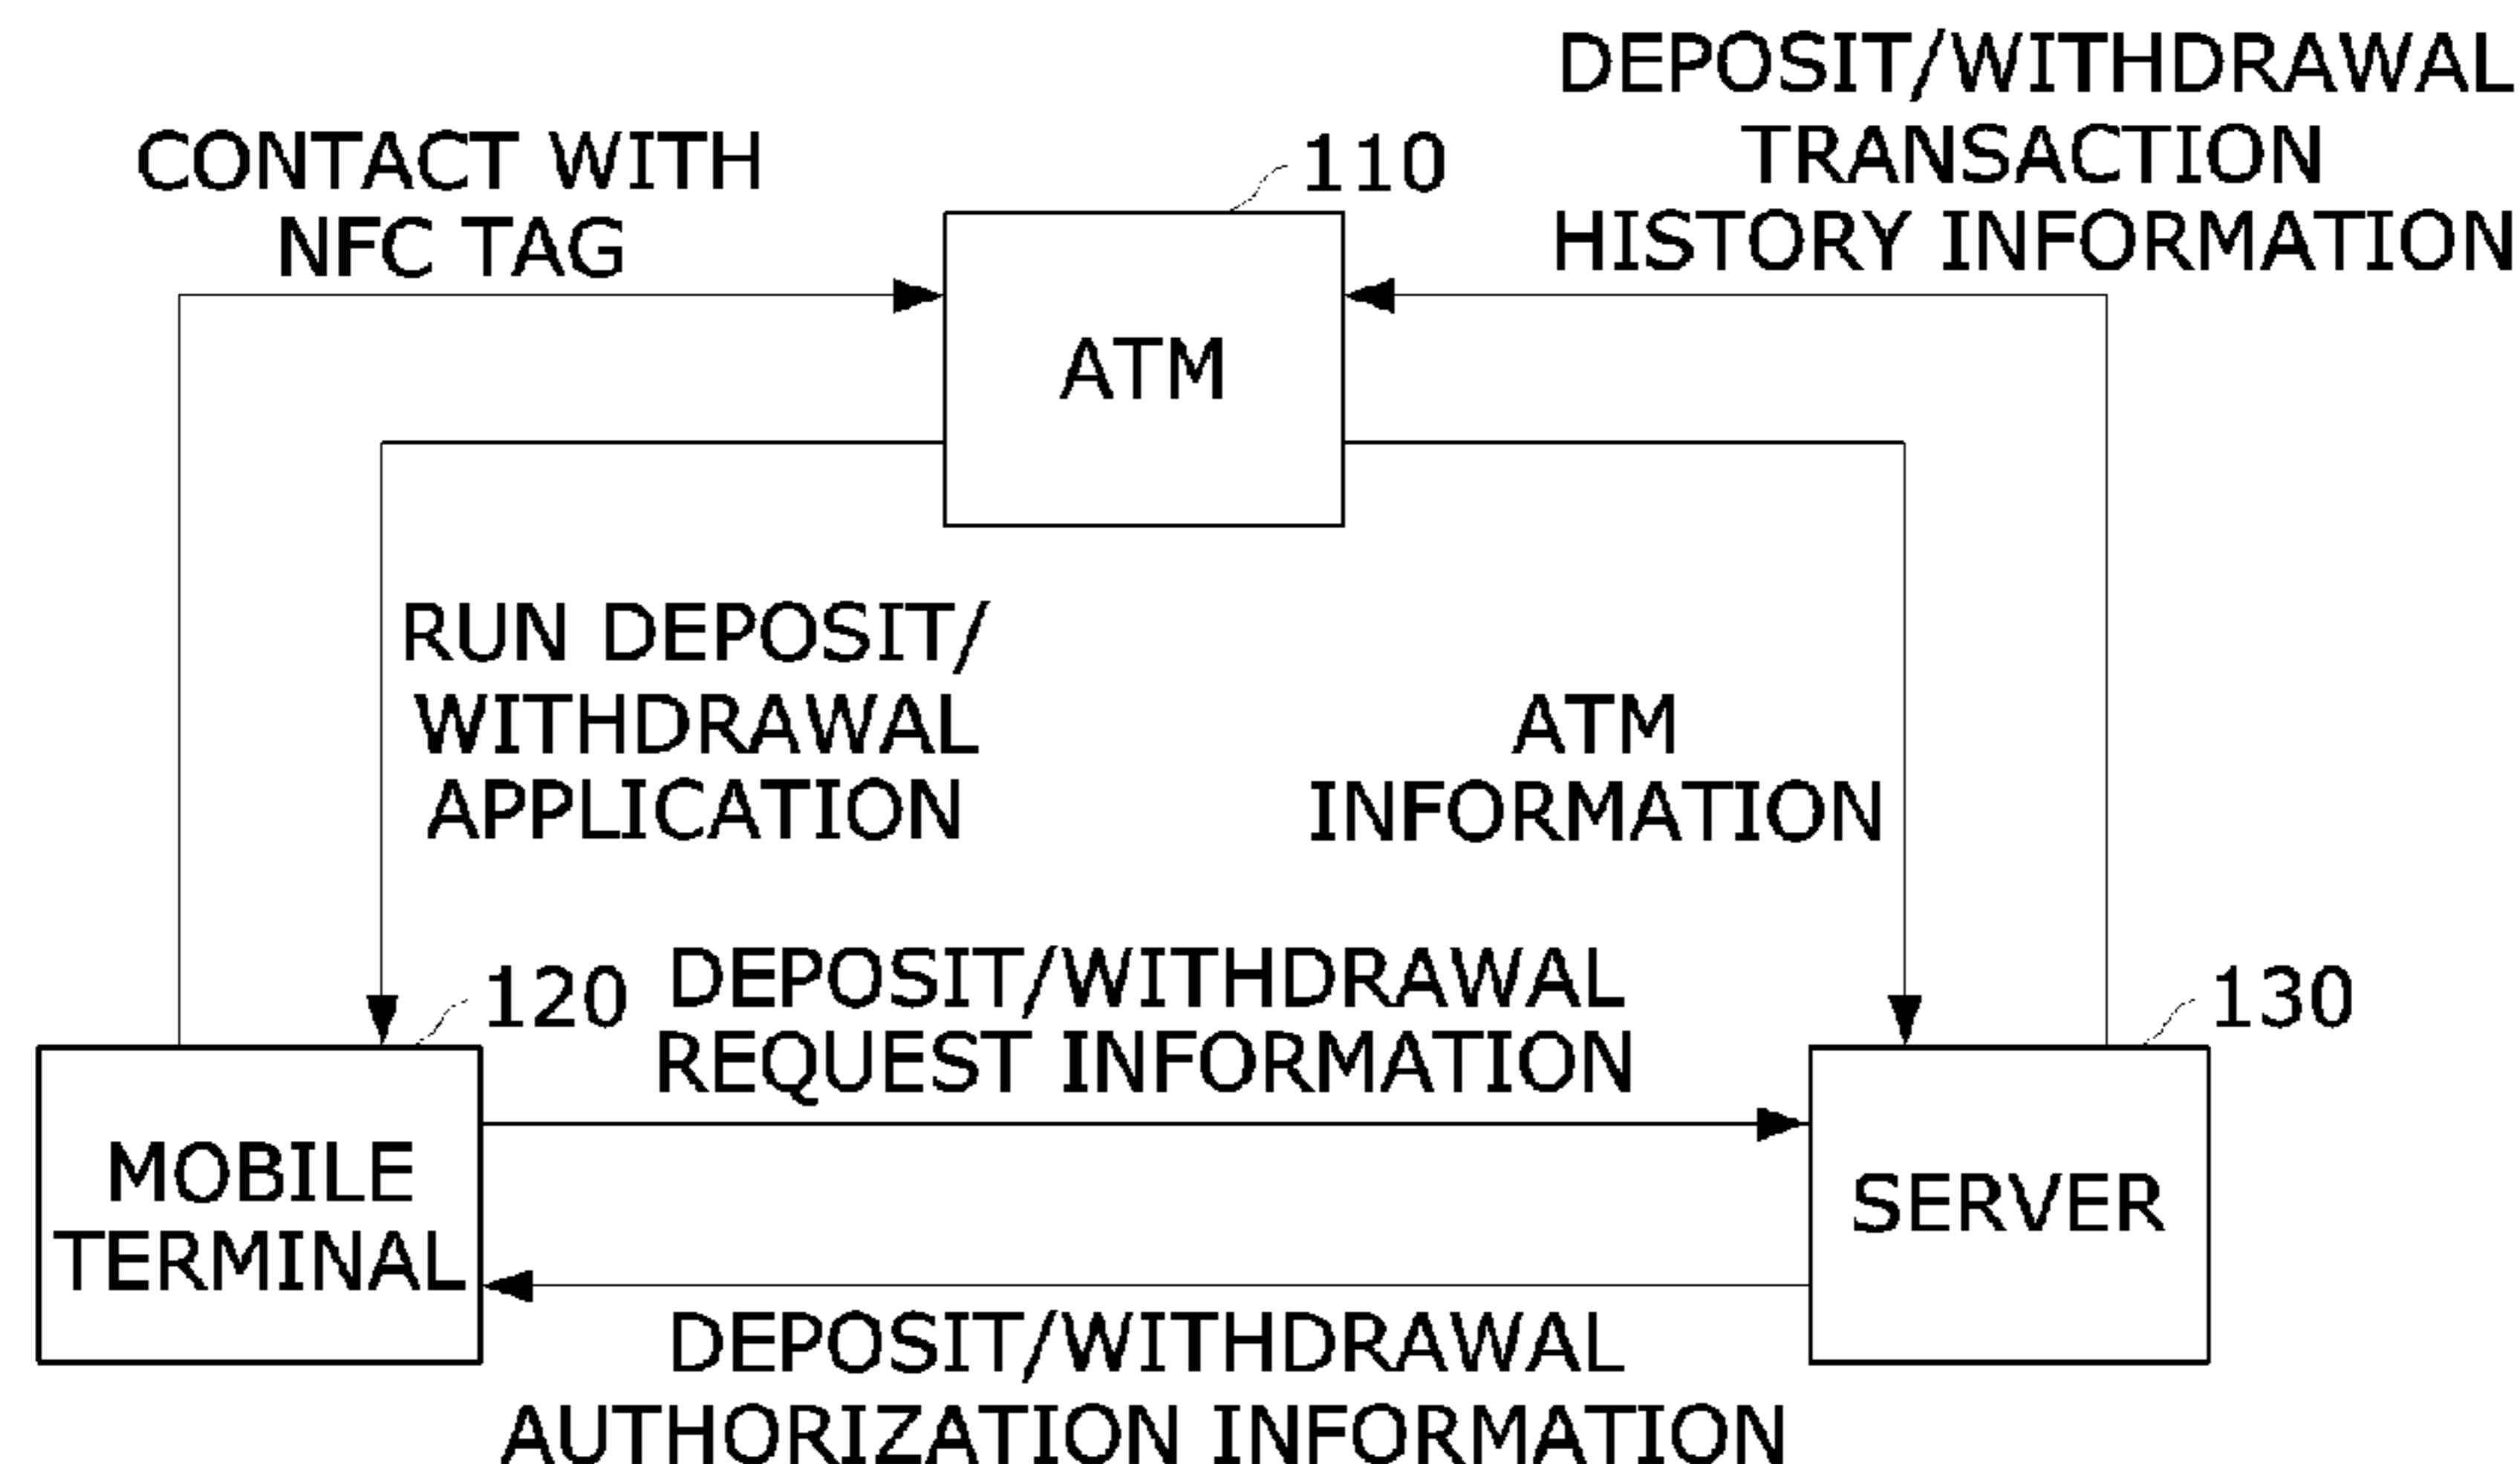 DEPOSIT/WITHDRAWAL
TRANSACTION
HISTORY INFORMATION
CONTACT WITH
NFC TAG
110
ATM
RUN DEPOSIT/
WITHDRAWAL
APPLICATION
ATM
INFORMATION
120
DEPOSIT/WITHDRAWAL
REQUEST INFORMATION
130
MOBILE
TERMINAL
SERVER
DEPOSIT/WITHDRAWAL
AUTHORIZATION INFORMATION